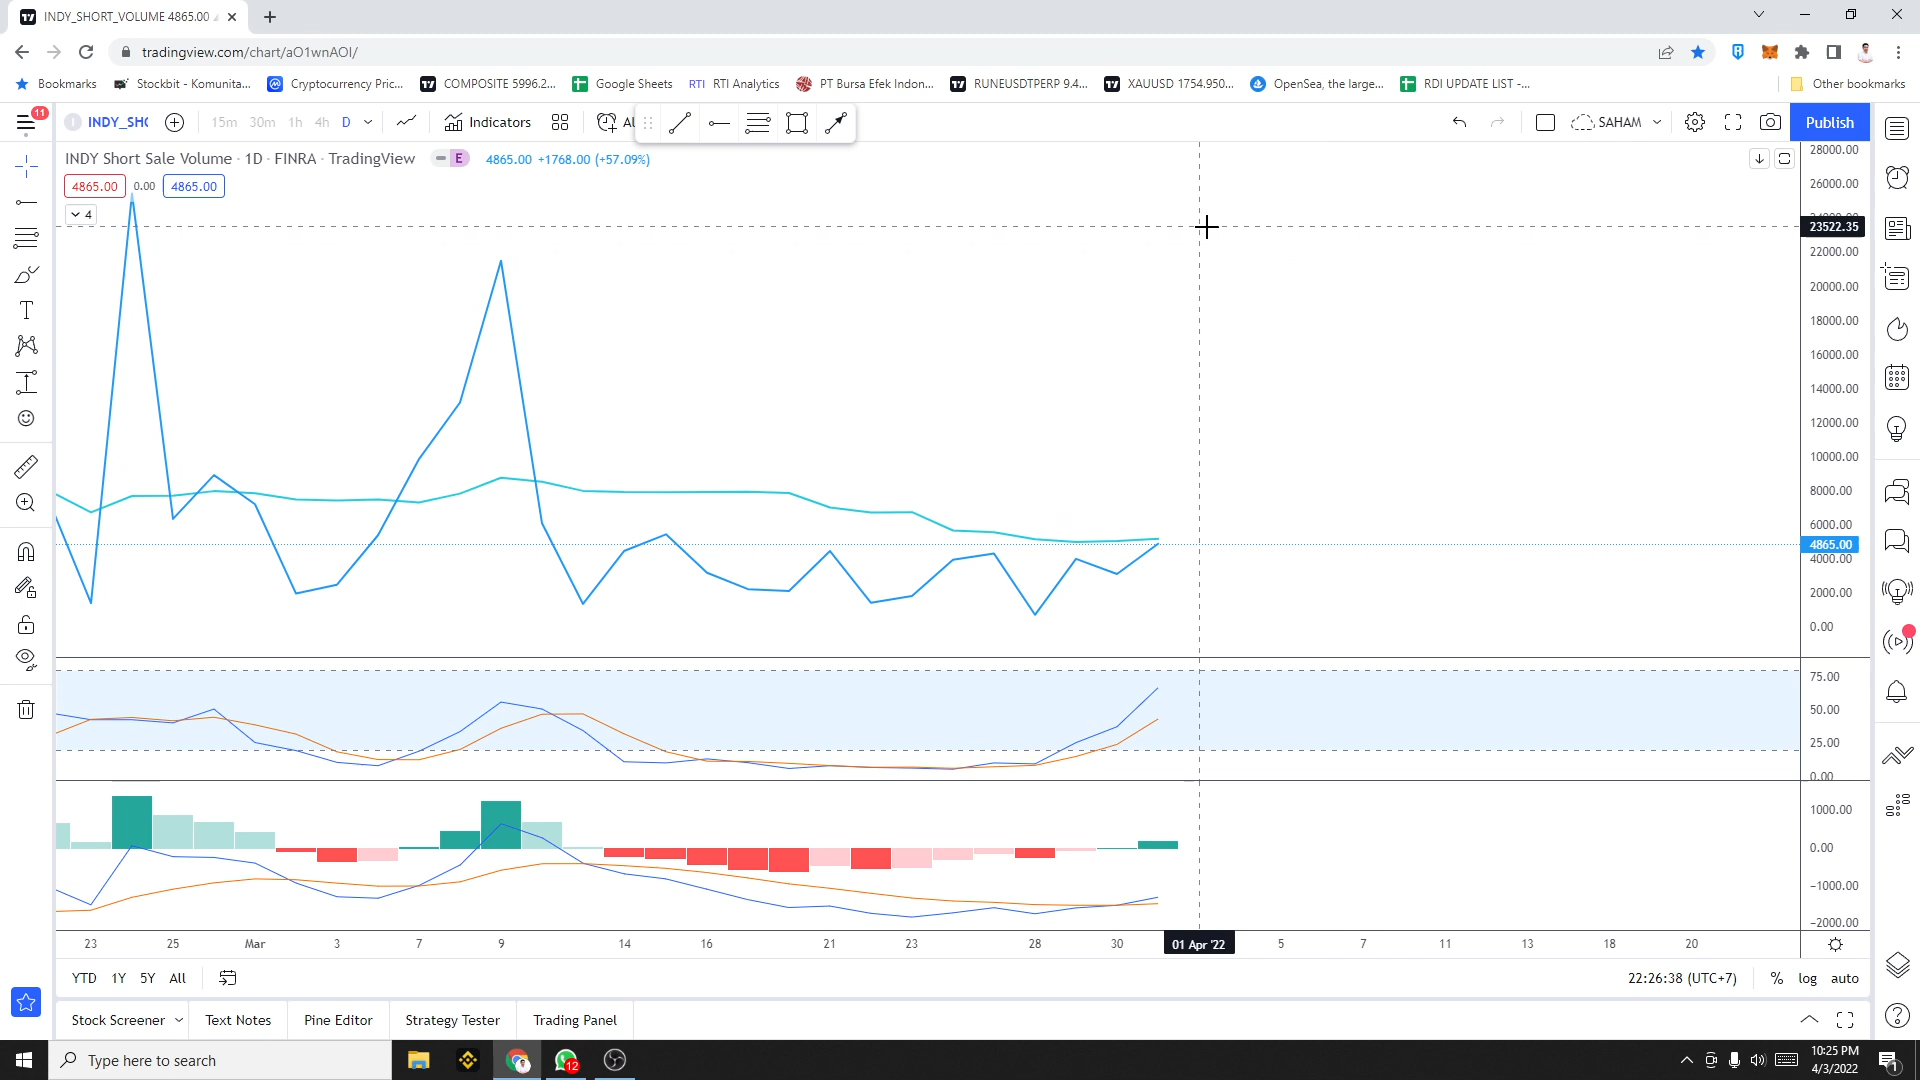 INDY_SHORT_VOLUME 4865.00
tradingview.com/chart/aO1wnAOI/
Bookmarks
Stockbit - Komunita...
Cryptocurrency Pric...
COMPOSITE 5996.2...
Google Sheets
RTI RTI Analytics
PT Bursa Efek Indon...
RUNEUSDTPERP 9.4...
XAUUSD 1754.950...
OpenSea, the large...
RDI UPDATE LIST -...
Other bookmarks
11
INDY_SHO
15m 30m 1h 4h D
Indicators
Al
SAHAM
Publish
INDY Short Sale Volume · 1D · FINRA · TradingView
E
4865.00 +1768.00 (+57.09%)
4865.00 0.00 4865.00
4
28000.00
26000.00
23522.35
22000.00
20000.00
18000.00
16000.00
14000.00
12000.00
10000.00
8000.00
6000.00
4865.00
4000.00
2000.00
0.00
75.00
50.00
25.00
0.00
1000.00
0.00
−1000.00
−2000.00
23 25 Mar 3 7 9 14 16 21 23 28 30 01 Apr '22 5 7 11 13 18 20
YTD 1Y 5Y All
22:26:38 (UTC+7) % log auto
Stock Screener
Text Notes
Pine Editor
Strategy Tester
Trading Panel
Type here to search
12
10:25 PM
4/3/2022
1